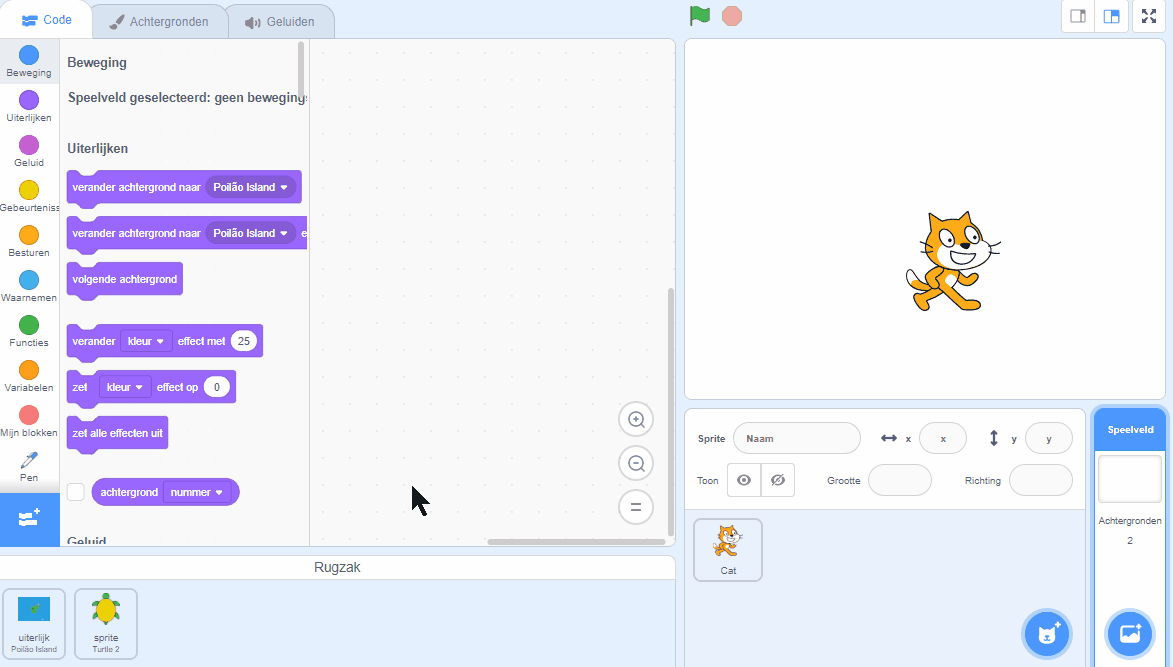 Code
Achtergronden
Geluiden
Beweging
Uiterlijken
Geluid
Gebeurteniss
Besturen
Waarnemen
Functies
Variabelen
Mijn blokken
Pen
Beweging
Speelveld geselecteerd: geen beweging
Uiterlijken
verander achtergrond naar Poilão Island
verander achtergrond naar Poilão Island e
volgende achtergrond
verander kleur effect met 25
zet kleur effect op 0
zet alle effecten uit
achtergrond nummer
Geluid
Sprite Naam x x y y
Toon Grootte Richting
Cat
Speelveld
Achtergronden
2
Rugzak
uiterlijk
Poilão Island
sprite
Turtle 2